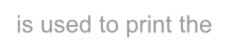 is used to print the